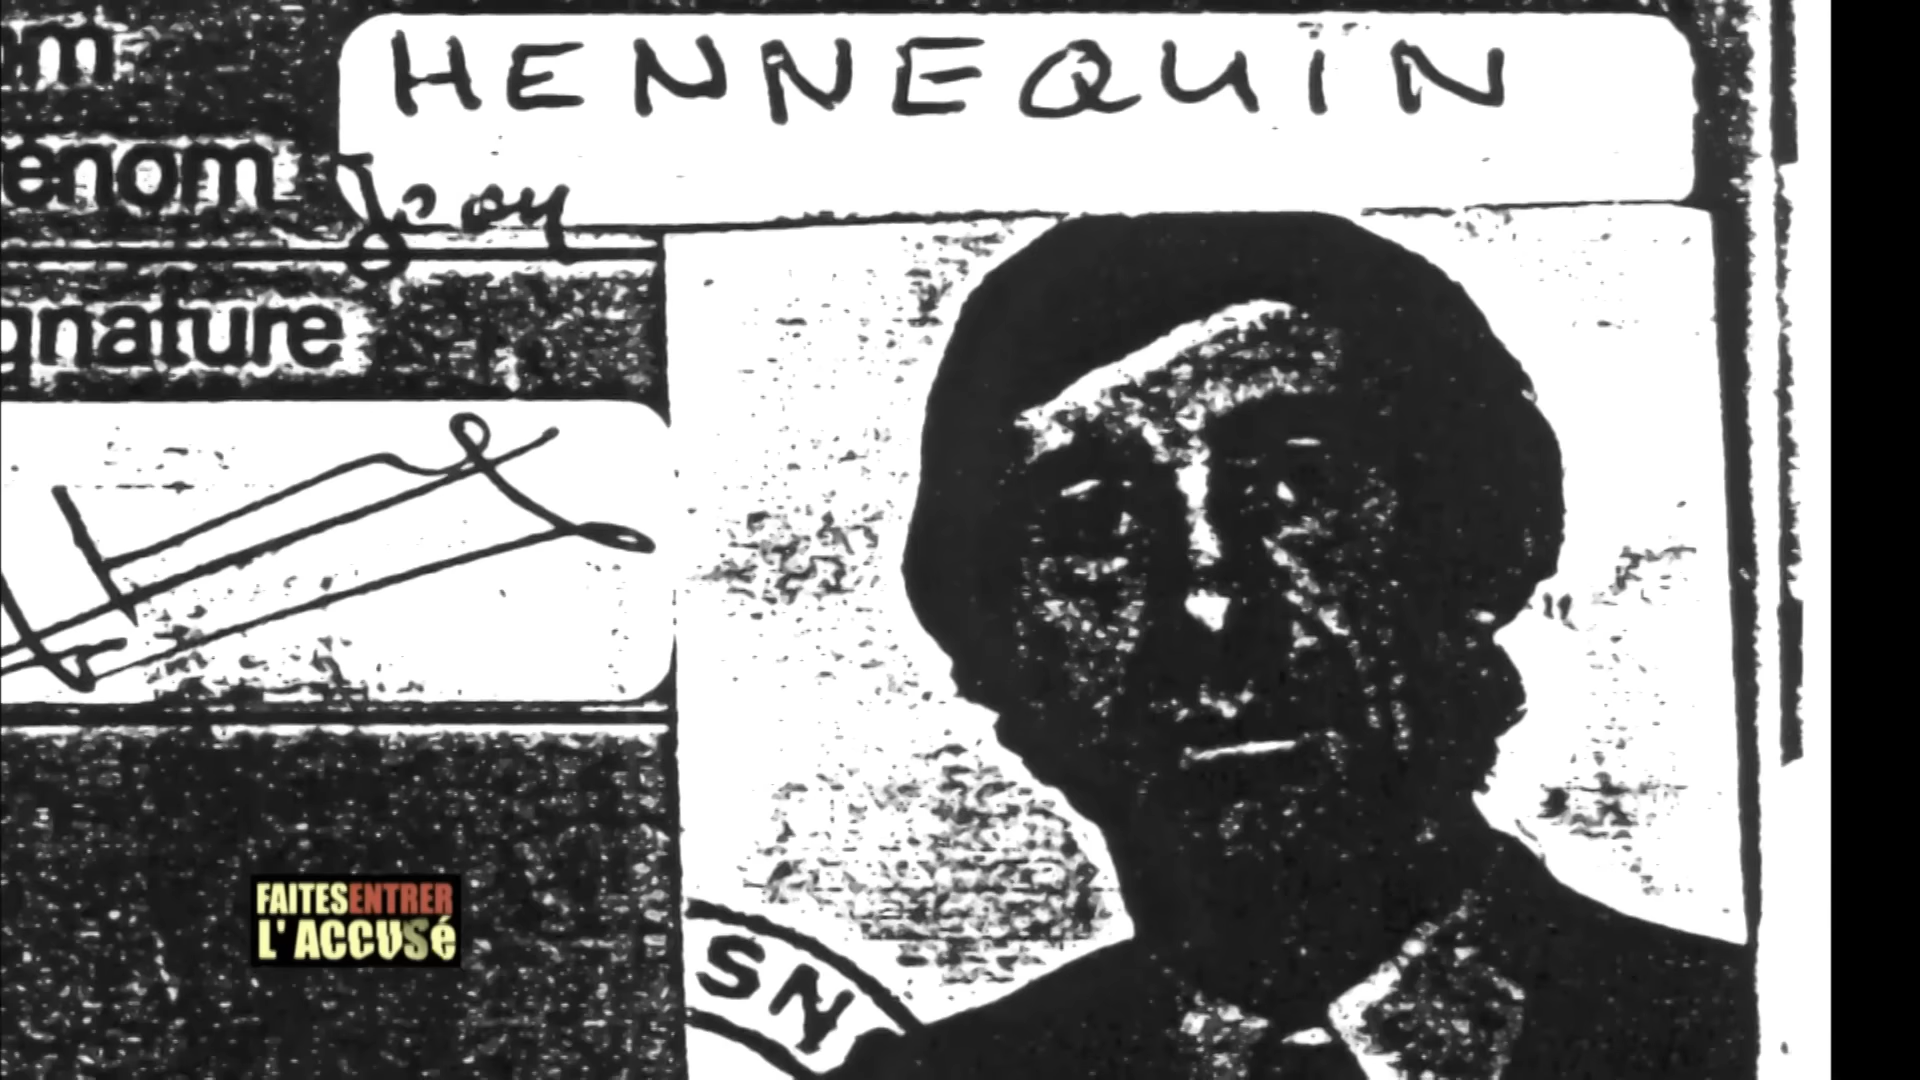 om
HENNEQUIN
enom
gnature
FAITES ENTRER
L'ACCUSé
SN